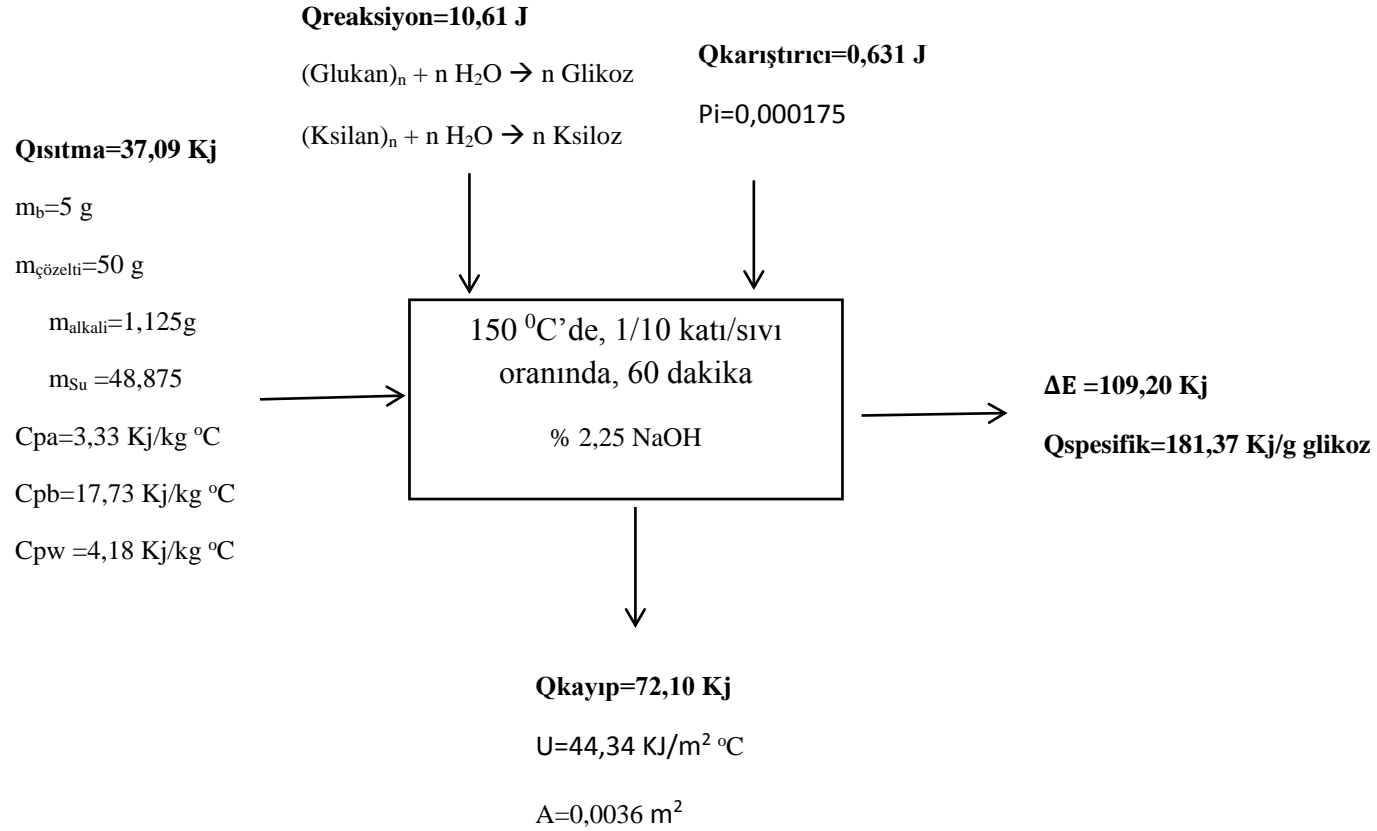 Qreaksiyon=10,61 J
(Glukan)n + n H2O → n Glikoz
(Ksilan)n + n H2O → n Ksiloz
Qkarıştırıcı=0,631 J
Pi=0,000175
Qısıtma=37,09 Kj
mb=5 g
mçözelti=50 g
malkali=1,125g
mSu =48,875
Cpa=3,33 Kj/kg ºC
Cpb=17,73 Kj/kg ºC
Cpw =4,18 Kj/kg ºC
150 ⁰C’de, 1/10 katı/sıvı
oranında, 60 dakika
% 2,25 NaOH
ΔE =109,20 Kj
Qspesifik=181,37 Kj/g glikoz
Qkayıp=72,10 Kj
U=44,34 KJ/m² ºC
A=0,0036 m²